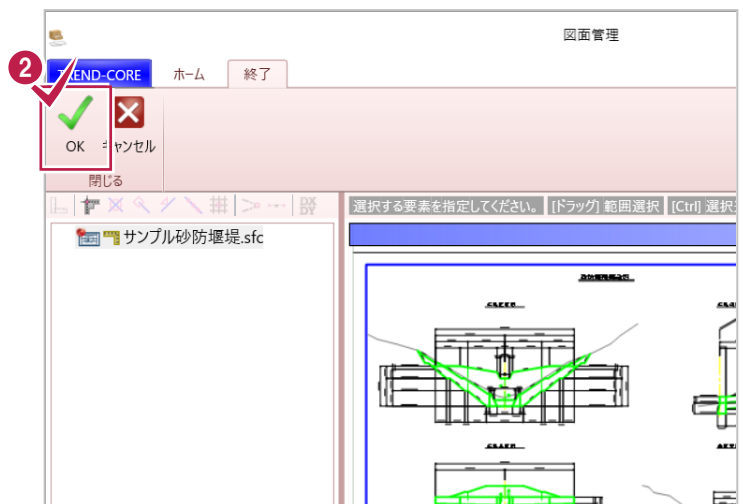 図面管理
2
TREND-CORE ホーム 終了
OK キャンセル
閉じる
選択する要素を指定してください。 [ドラッグ] 範囲選択 [Ctrl] 選択
サンプル砂防堰堤.sfc